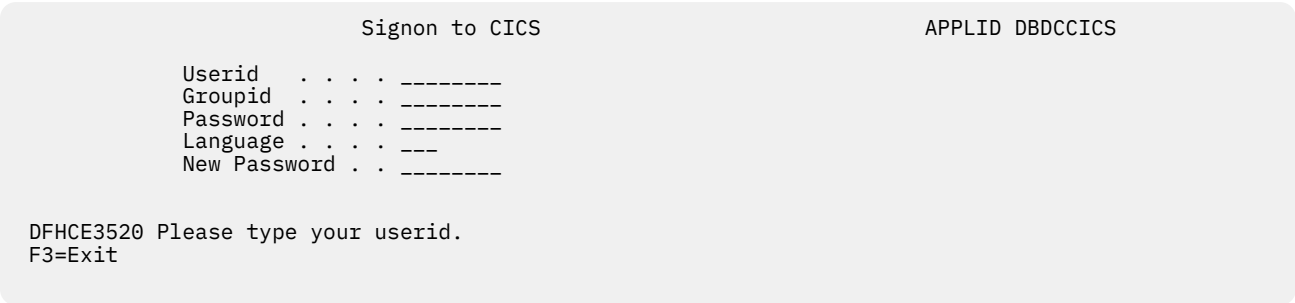 Signon to CICS APPLID DBDCCICS
Userid . . . . ________
Groupid . . . . ________
Password . . . . ________
Language . . . . ___
New Password . . ________
DFHCE3520 Please type your userid.
F3=Exit